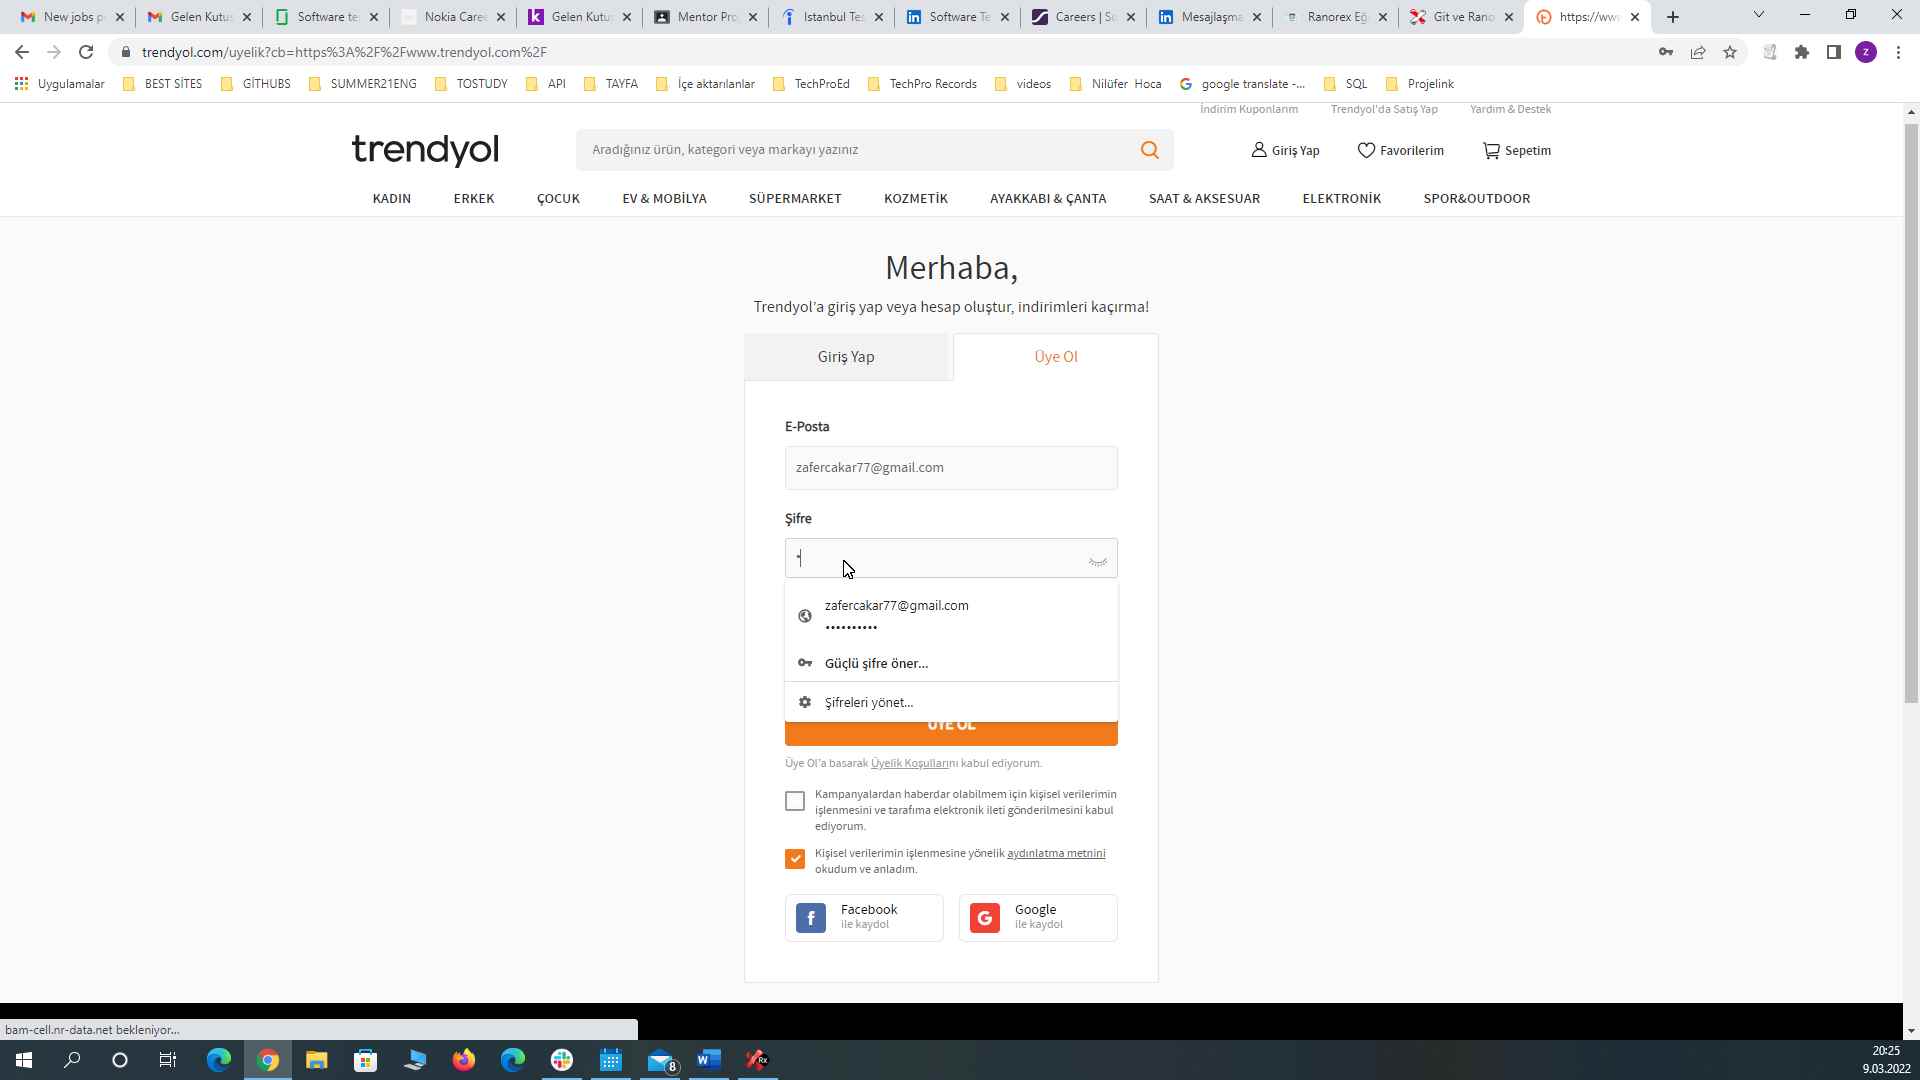 New jobs p
Gelen Kutus
Software te
Nokia Caree
Gelen Kutu
Mentor Pro
Istanbul Tes
Software Te
Careers | So
Mesajlaşma
Ranorex Eğ
Git ve Rano
https://www
trendyol.com/uyelik?cb=https%3A%2F%2Fwww.trendyol.com%2F
z
Uygulamalar
BEST SİTES
GİTHUBS
SUMMER21ENG
TOSTUDY
API
TAYFA
İçe aktarılanlar
TechProEd
TechPro Records
videos
Nilüfer Hoca
google translate -...
SQL
Projelink
İndirim Kuponlarım
Trendyol'da Satış Yap
Yardım & Destek
trendyol
Aradığınız ürün, kategori veya markayı yazınız
Giriş Yap
Favorilerim
Sepetim
KADIN
ERKEK
ÇOCUK
EV & MOBİLYA
SÜPERMARKET
KOZMETİK
AYAKKABI & ÇANTA
SAAT & AKSESUAR
ELEKTRONİK
SPOR&OUTDOOR
Merhaba,
Trendyol'a giriş yap veya hesap oluştur, indirimleri kaçırma!
Giriş Yap
Üye Ol
E-Posta
zafercakar77@gmail.com
Şifre
zafercakar77@gmail.com
••••••••••
Güçlü şifre öner...
Şifreleri yönet...
ÜYE OL
Üye Ol'a basarak Üyelik Koşullarını kabul ediyorum.
Kampanyalardan haberdar olabilmem için kişisel verilerimin
işlenmesini ve tarafıma elektronik ileti gönderilmesini kabul
ediyorum.
Kişisel verilerimin işlenmesine yönelik aydınlatma metnini
okudum ve anladım.
Facebook
ile kaydol
Google
ile kaydol
bam-cell.nr-data.net bekleniyor...
8
20:25
9.03.2022